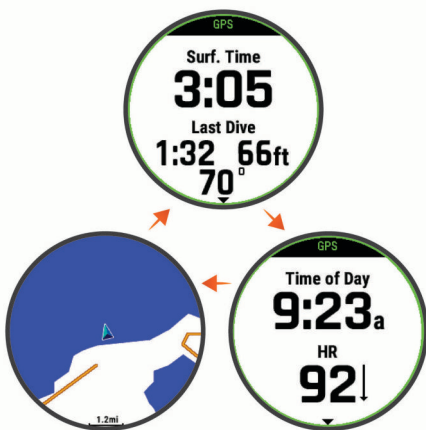 GPS
Surf. Time
3:05
Last Dive
1:32 66ft
70°
GPS
Time of Day
9:23a
HR
92
1.2mi